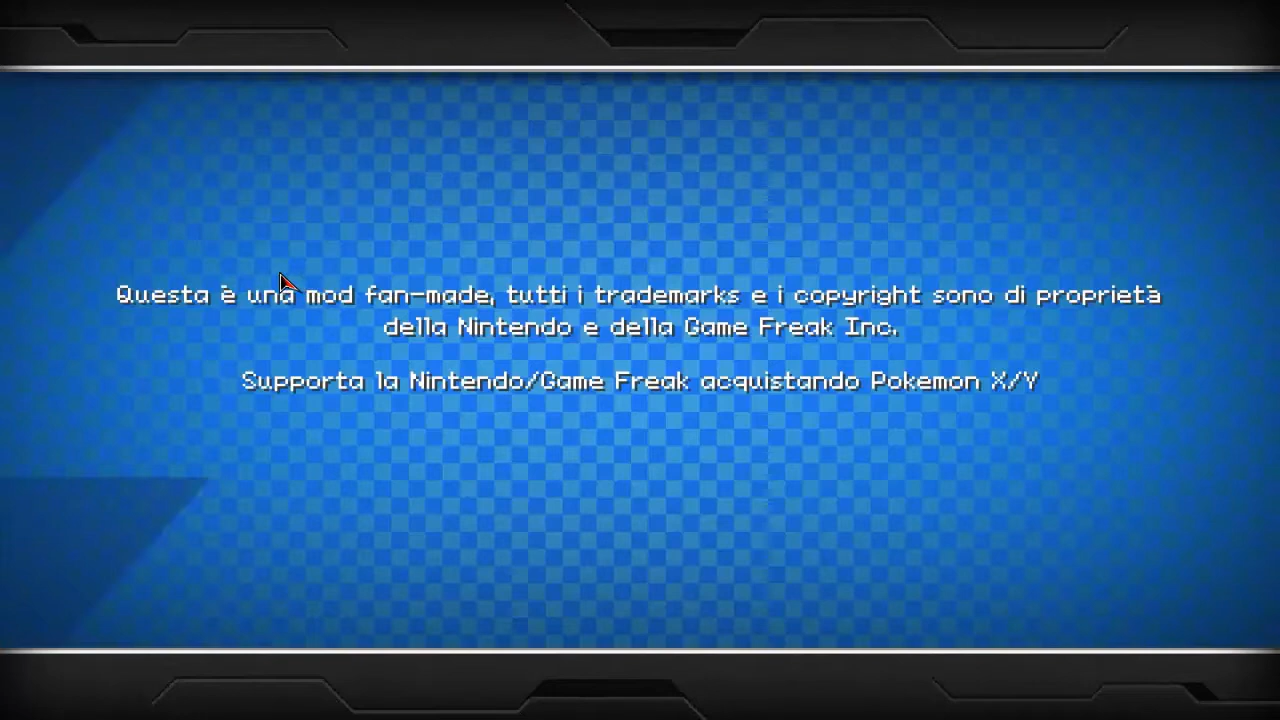 Questa è una mod fan-made, tutti i trademarks e i copyright sono di proprietà
della Nintendo e della Game Freak Inc.
Supporta la Nintendo/Game Freak acquistando Pokemon X/Y